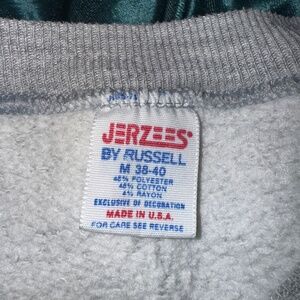 JERZEES®
BY RUSSELL
M 38-40
48% POLYESTER
48% COTTON
4% RAYON
EXCLUSIVE OF DECORATION
MADE IN U.S.A.
FOR CARE SEE REVERSE